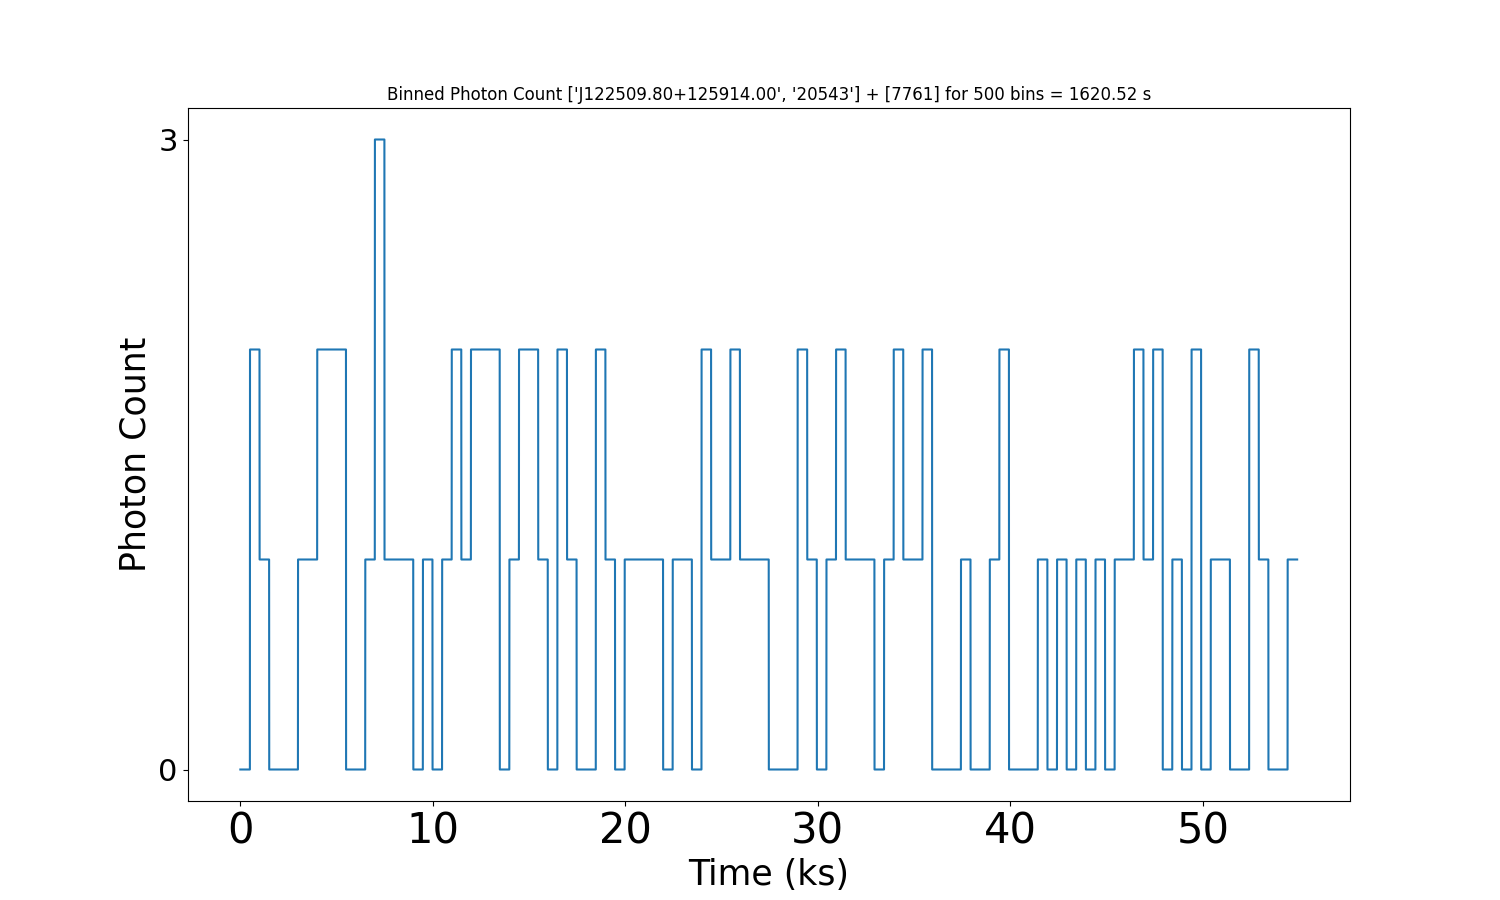 Binned Photon Count ['J122509.80+125914.00', '20543'] + [7761] for 500 bins = 1620.52 s
3
Photon Count
0
0 10 20 30 40 50
Time (ks)